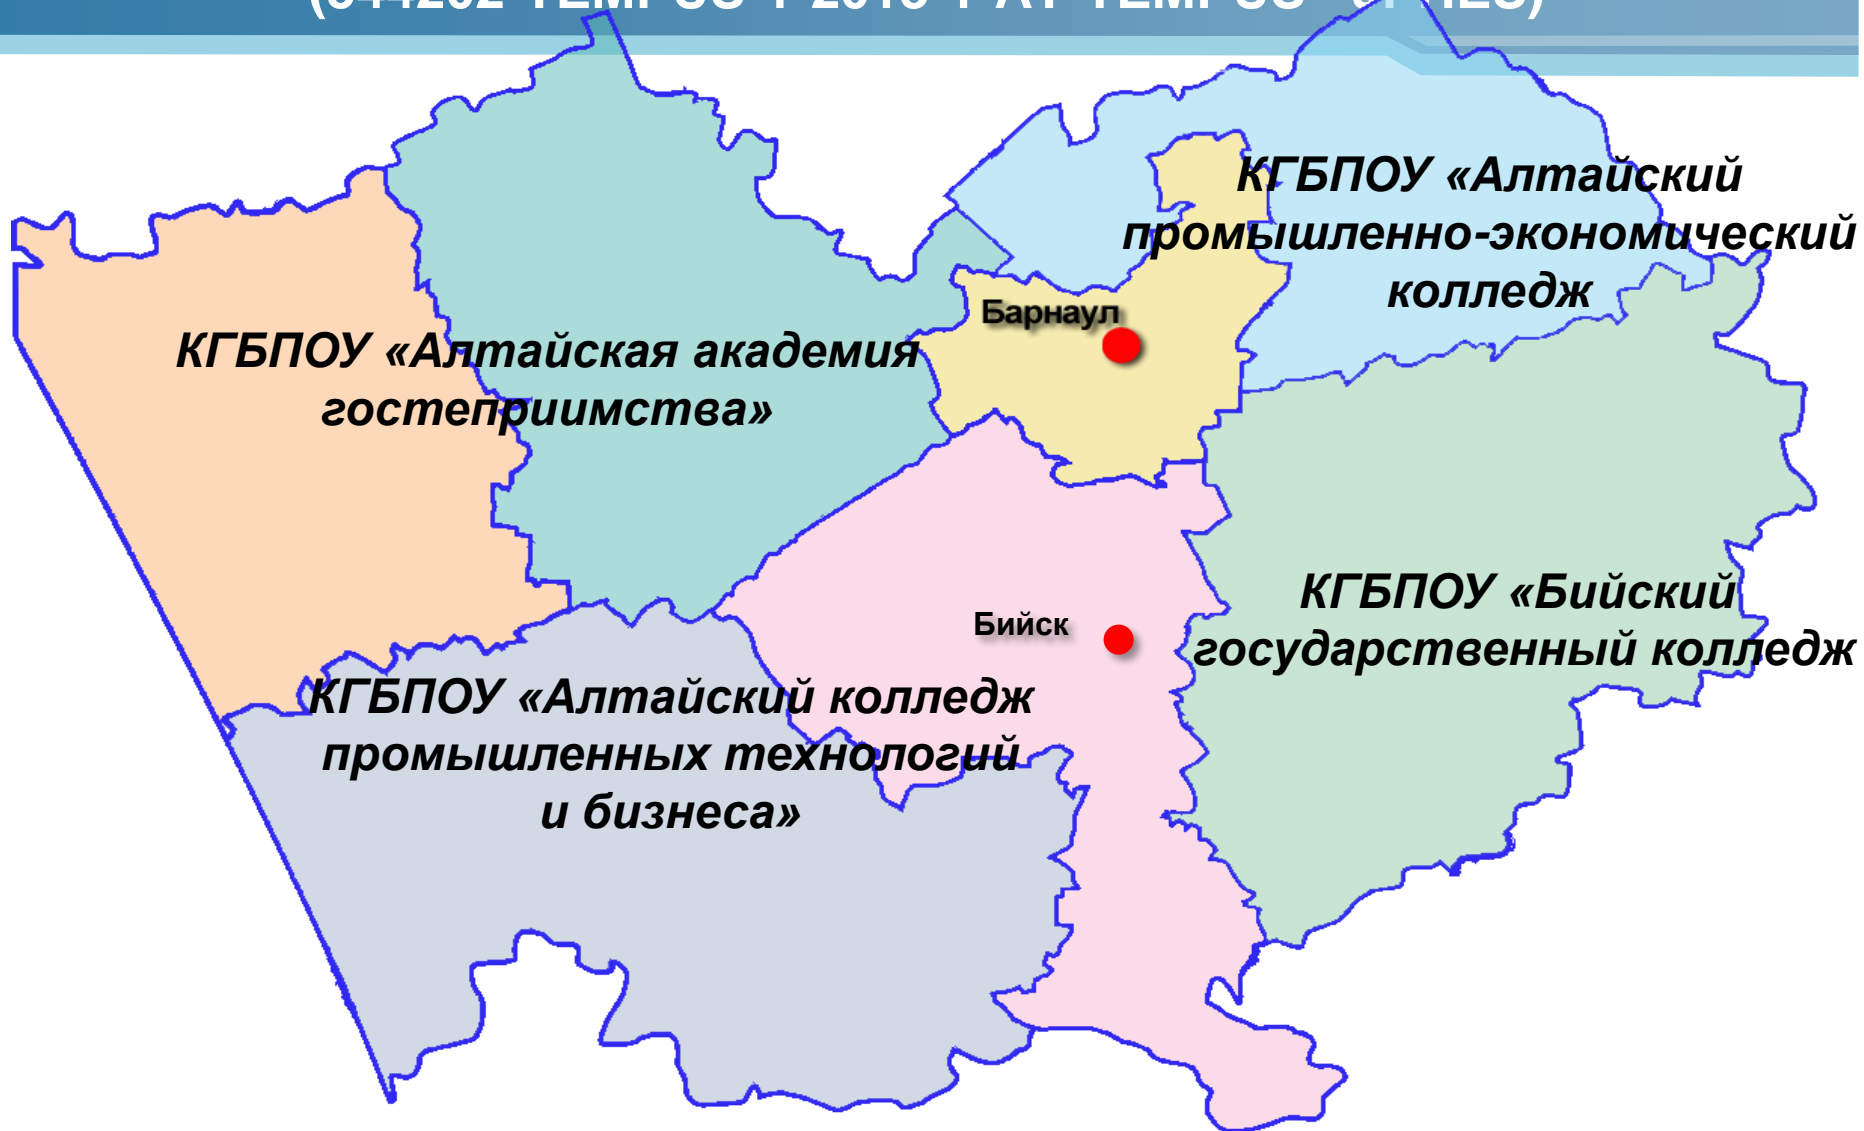 TEMPUS
КГБПОУ «Алтайский
промышленно-экономический
колледж
Барнаул
КГБПОУ «Алтайская академия
гостеприимства»
Бийск
КГБПОУ «Бийский
государственный колледж
КГБПОУ «Алтайский колледж
промышленных технологий
и бизнеса»